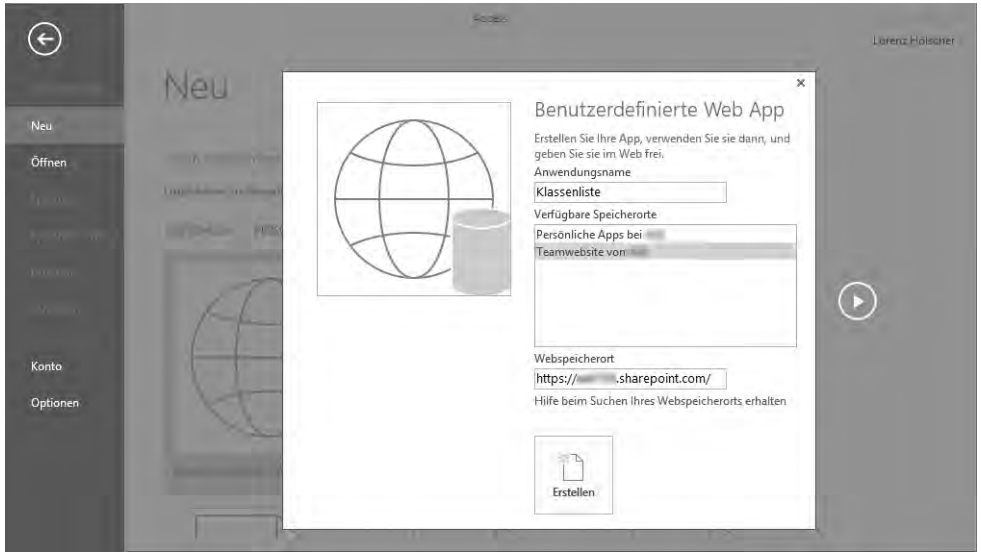 Access
Lorenz Hölscher
Neu
Neu
Öffnen
Konto
Optionen
Benutzerdefinierte Web App
Erstellen Sie Ihre App, verwenden Sie sie dann, und
geben Sie sie im Web frei.
Anwendungsname
Klassenliste
Verfügbare Speicherorte
Persönliche Apps bei
Teamwebsite von
Webspeicherort
https:// .sharepoint.com/
Hilfe beim Suchen Ihres Webspeicherorts erhalten
Erstellen